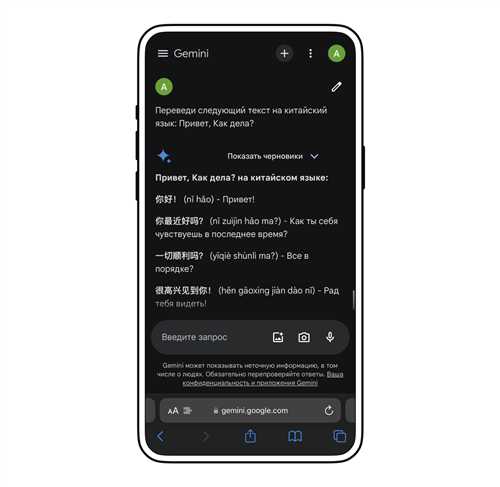 Gemini
A
A
Переведи следующий текст на китайский
язык: Привет, Как дела?
Показать черновики
Привет, Как дела? на китайском языке:
你好！ (nǐ hǎo) - Привет!
你最近好吗？ (nǐ zuìjìn hǎo ma?) - Как ты себя
чувствуешь в последнее время?
一切顺利吗？ (yīqiè shùnlì ma?) - Все в
порядке?
很高兴见到你！ (hěn gāoxìng jiàn dào nǐ) - Рад
тебя видеть!
Введите запрос
Gemini может показывать неточную информацию, в том
числе о людях. Обязательно перепроверяйте ответы. Ваша
конфиденциальность и приложения Gemini
AA gemini.google.com